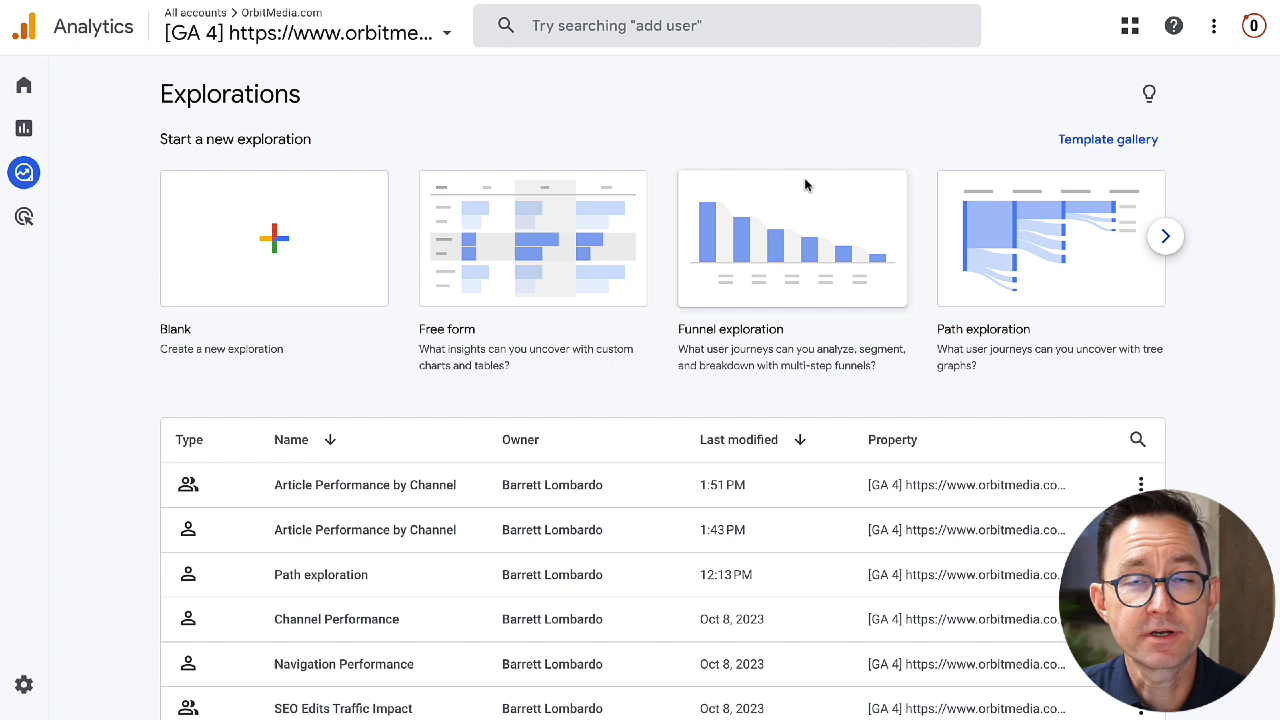 Analytics
All accounts > OrbitMedia.com
[GA 4] https://www.orbitme...
Try searching "add user"
Explorations
Start a new exploration
Template gallery
Blank
Create a new exploration
Free form
What insights can you uncover with custom
charts and tables?
Funnel exploration
What user journeys can you analyze, segment,
and breakdown with multi-step funnels?
Path exploration
What user journeys can you uncover with tree
graphs?
Type Name Owner Last modified Property
Article Performance by Channel Barrett Lombardo 1:51 PM [GA 4] https://www.orbitmedia.co...
Article Performance by Channel Barrett Lombardo 1:43 PM [GA 4] https://www.orbitmedia.co...
Path exploration Barrett Lombardo 12:13 PM [GA 4] https://www.orbitmedia.co...
Channel Performance Barrett Lombardo Oct 8, 2023 [GA 4] https://www.orbitmedia.co...
Navigation Performance Barrett Lombardo Oct 8, 2023 [GA 4] https://www.orbitmedia.co...
SEO Edits Traffic Impact Barrett Lombardo Oct 8, 2023 [GA 4] https://www.orbitmedia.co...